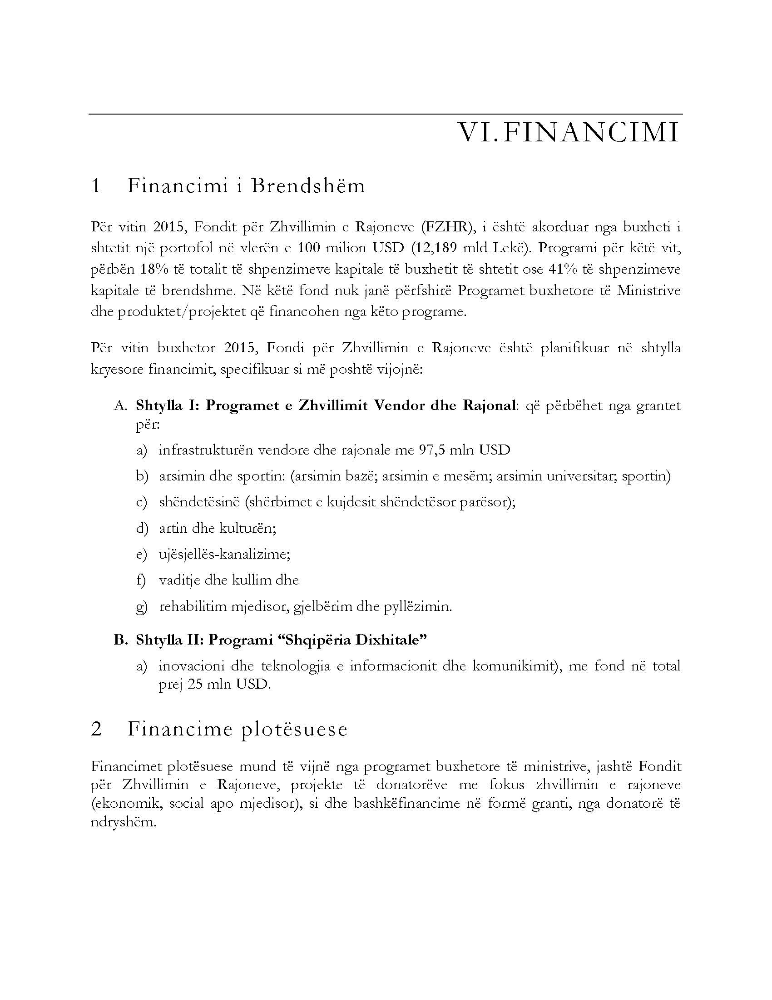 VI.FINANCIMI
1 Financimi i Brendshëm
Për vitin 2015, Fondit për Zhvillimin e Rajoneve (FZHR), i është akorduar nga buxheti i
shtetit një portofol në vlerën e 100 milion USD (12,189 mld Lekë). Programi për këtë vit,
përbën 18% të totalit të shpenzimeve kapitale të buxhetit të shtetit ose 41% të shpenzimeve
kapitale të brendshme. Në këtë fond nuk janë përfshirë Programet buxhetore të Ministrive
dhe produktet/projektet që financohen nga këto programe.
Për vitin buxhetor 2015, Fondi për Zhvillimin e Rajoneve është planifikuar në shtylla
kryesore financimit, specifikuar si më poshtë vijojnë:
A. Shtylla I: Programet e Zhvillimit Vendor dhe Rajonal: që përbëhet nga grantet
për:
a) infrastrukturën vendore dhe rajonale me 97,5 mln USD
b) arsimin dhe sportin: (arsimin bazë; arsimin e mesëm; arsimin universitar; sportin)
c) shëndetësinë (shërbimet e kujdesit shëndetësor parësor);
d) artin dhe kulturën;
e) ujësjellës-kanalizime;
f) vaditje dhe kullim dhe
g) rehabilitim mjedisor, gjelbërim dhe pyllëzimin.
B. Shtylla II: Programi “Shqipëria Dixhitale”
a) inovacioni dhe teknologjia e informacionit dhe komunikimit), me fond në total
prej 25 mln USD.
2 Financime plotësuese
Financimet plotësuese mund të vijnë nga programet buxhetore të ministrive, jashtë Fondit
për Zhvillimin e Rajoneve, projekte të donatorëve me fokus zhvillimin e rajoneve
(ekonomik, social apo mjedisor), si dhe bashkëfinancime në formë granti, nga donatorë të
ndryshëm.